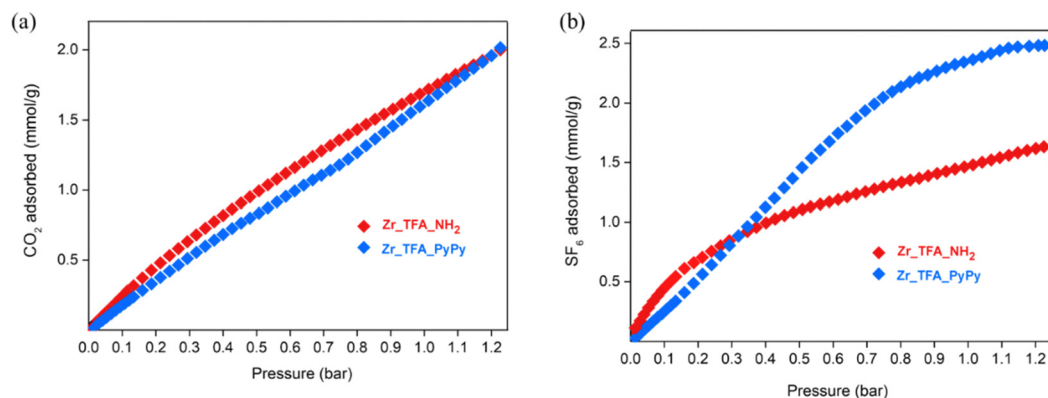 (a)
CO2 adsorbed (mmol/g)
2.0
1.5
1.0
0.5
Zr_TFA_NH2
Zr_TFA_PyPy
0.0 0.1 0.2 0.3 0.4 0.5 0.6 0.7 0.8 0.9 1.0 1.1 1.2
Pressure (bar)
(b)
SF6 adsorbed (mmol/g)
2.5
2.0
1.5
1.0
0.5
Zr_TFA_NH2
Zr_TFA_PyPy
0.0 0.1 0.2 0.3 0.4 0.5 0.6 0.7 0.8 0.9 1.0 1.1 1.2
Pressure (bar)